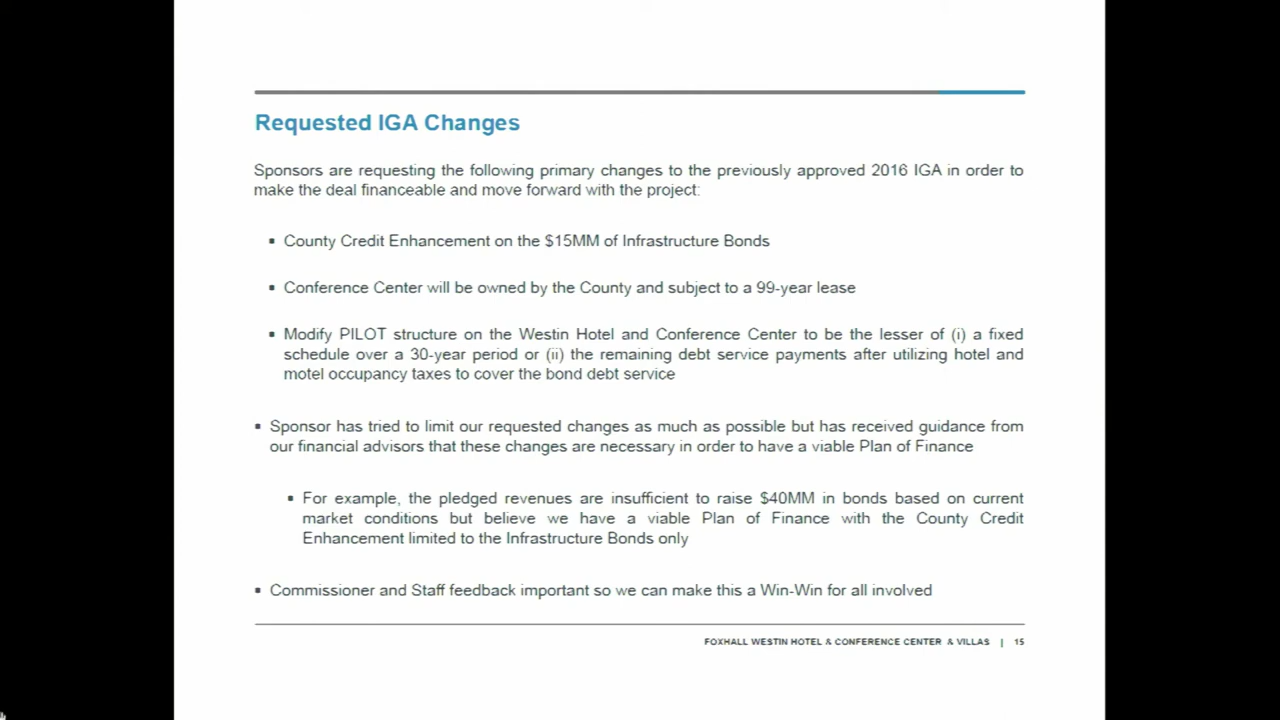 Requested IGA Changes
Sponsors are requesting the following primary changes to the previously approved 2016 IGA in order to
make the deal financeable and move forward with the project:
▪ County Credit Enhancement on the $15MM of Infrastructure Bonds
▪ Conference Center will be owned by the County and subject to a 99-year lease
▪ Modify PILOT structure on the Westin Hotel and Conference Center to be the lesser of (i) a fixed
schedule over a 30-year period or (ii) the remaining debt service payments after utilizing hotel and
motel occupancy taxes to cover the bond debt service
▪ Sponsor has tried to limit our requested changes as much as possible but has received guidance from
our financial advisors that these changes are necessary in order to have a viable Plan of Finance
▪ For example, the pledged revenues are insufficient to raise $40MM in bonds based on current
market conditions but believe we have a viable Plan of Finance with the County Credit
Enhancement limited to the Infrastructure Bonds only
▪ Commissioner and Staff feedback important so we can make this a Win-Win for all involved
FOXHALL WESTIN HOTEL & CONFERENCE CENTER & VILLAS | 15